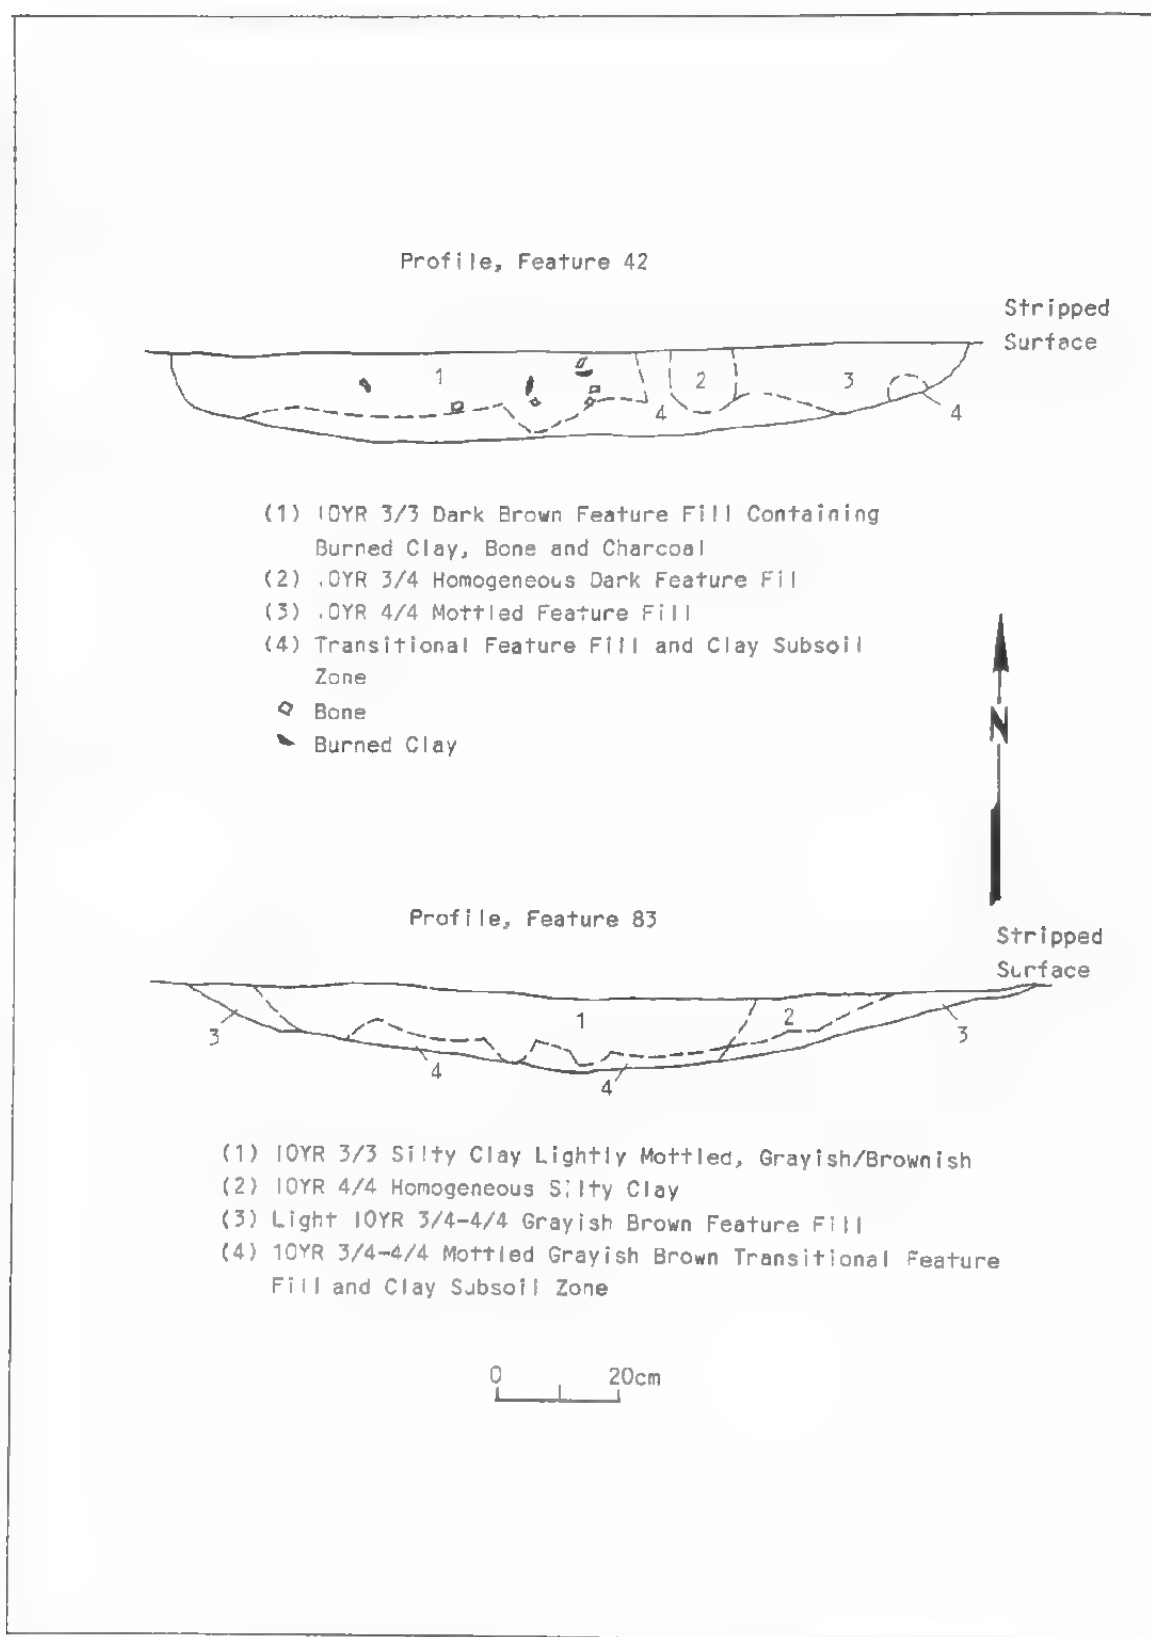 Profile, Feature 42
Stripped
Surface
1
2
3
4
4
(1) 10YR 3/3 Dark Brown Feature Fill Containing
Burned Clay, Bone and Charcoal
(2) .0YR 3/4 Homogeneous Dark Feature Fil
(3) .0YR 4/4 Mottled Feature Fill
(4) Transitional Feature Fill and Clay Subsoil
Zone
Bone
Burned Clay
N
Profile, Feature 83
Stripped
Surface
3
1
2
3
4
4
(1) 10YR 3/3 Silty Clay Lightly Mottled, Grayish/Brownish
(2) 10YR 4/4 Homogeneous Silty Clay
(3) Light 10YR 3/4-4/4 Grayish Brown Feature Fill
(4) 10YR 3/4-4/4 Mottled Grayish Brown Transitional Feature
Fill and Clay Subsoil Zone
0 20cm